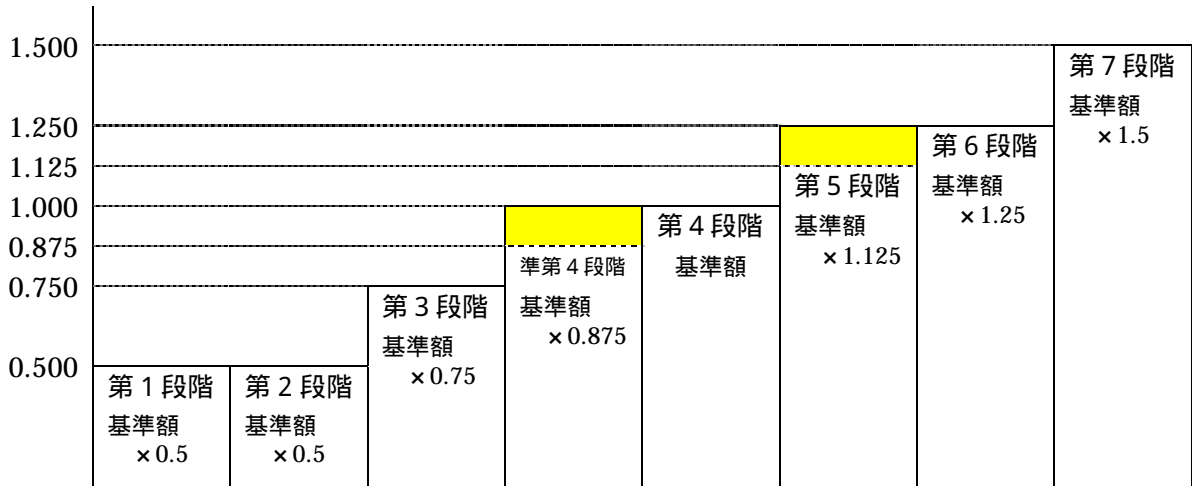 1.500
1.250
1.125
1.000
0.875
0.750
0.500
第1段階
基準額
×0.5
第2段階
基準額
×0.5
第3段階
基準額
×0.75
準第4段階
基準額
×0.875
第4段階
基準額
第5段階
基準額
×1.125
第6段階
基準額
×1.25
第7段階
基準額
×1.5